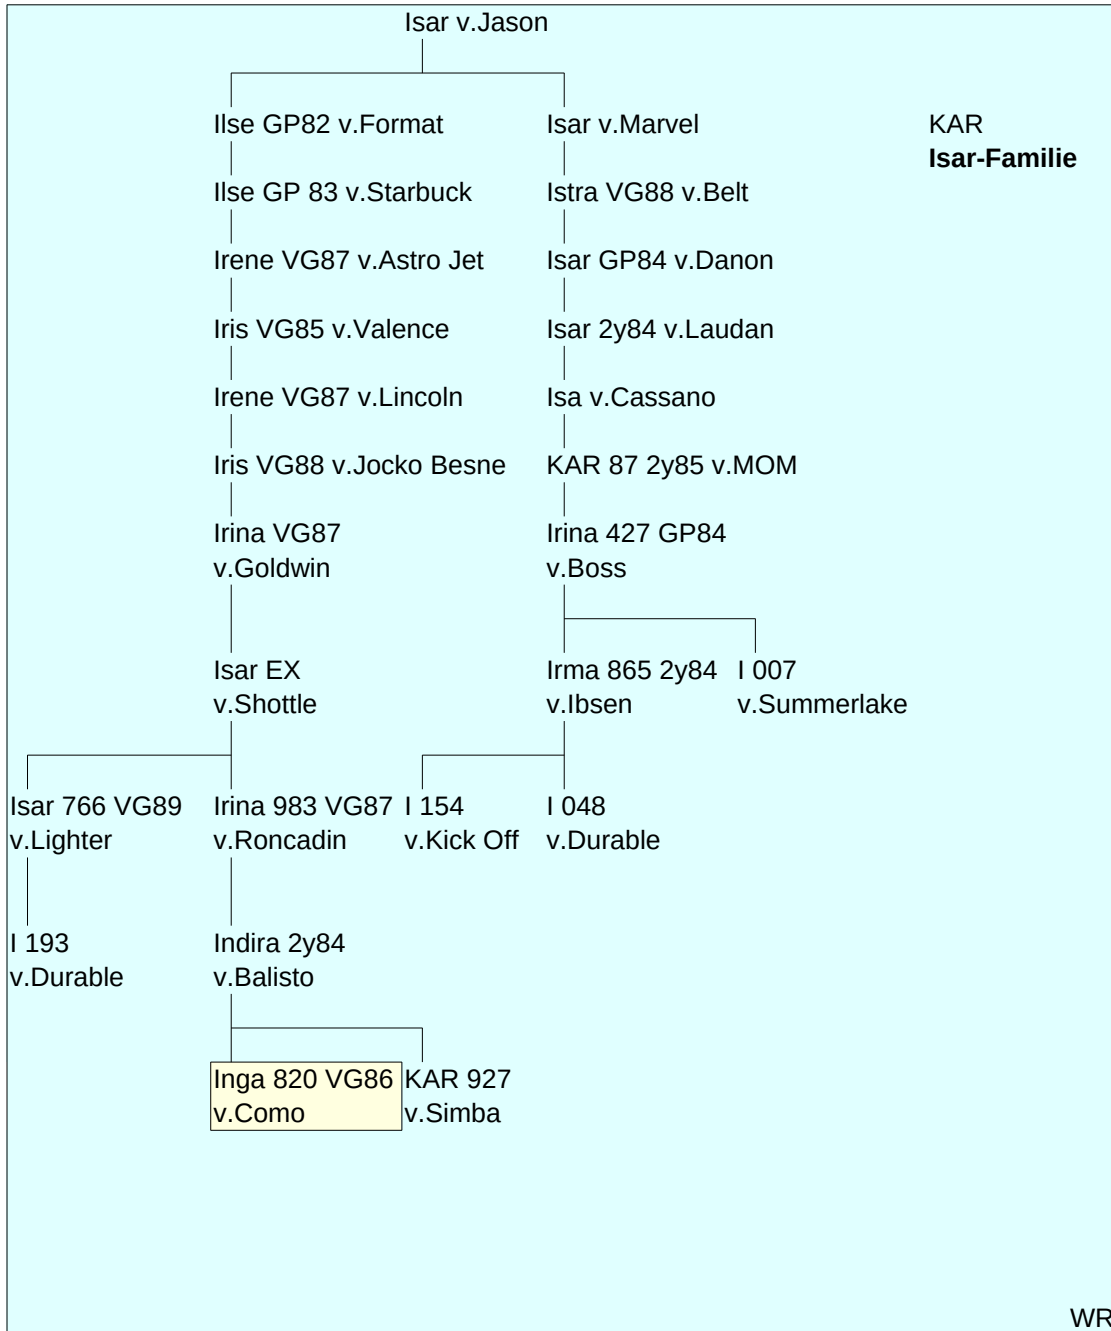 Isar v.Jason
Ilse GP82 v.Format
Isar v.Marvel
KAR
Isar-Familie
Ilse GP 83 v.Starbuck
Istra VG88 v.Belt
Irene VG87 v.Astro Jet
Isar GP84 v.Danon
Iris VG85 v.Valence
Isar 2y84 v.Laudan
Irene VG87 v.Lincoln
Isa v.Cassano
Iris VG88 v.Jocko Besne
KAR 87 2y85 v.MOM
Irina VG87
v.Goldwin
Irina 427 GP84
v.Boss
Isar EX
v.Shottle
Irma 865 2y84
v.Ibsen
I 007
v.Summerlake
Isar 766 VG89
v.Lighter
Irina 983 VG87
v.Roncadin
I 154
v.Kick Off
I 048
v.Durable
I 193
v.Durable
Indira 2y84
v.Balisto
Inga 820 VG86
v.Como
KAR 927
v.Simba
WR